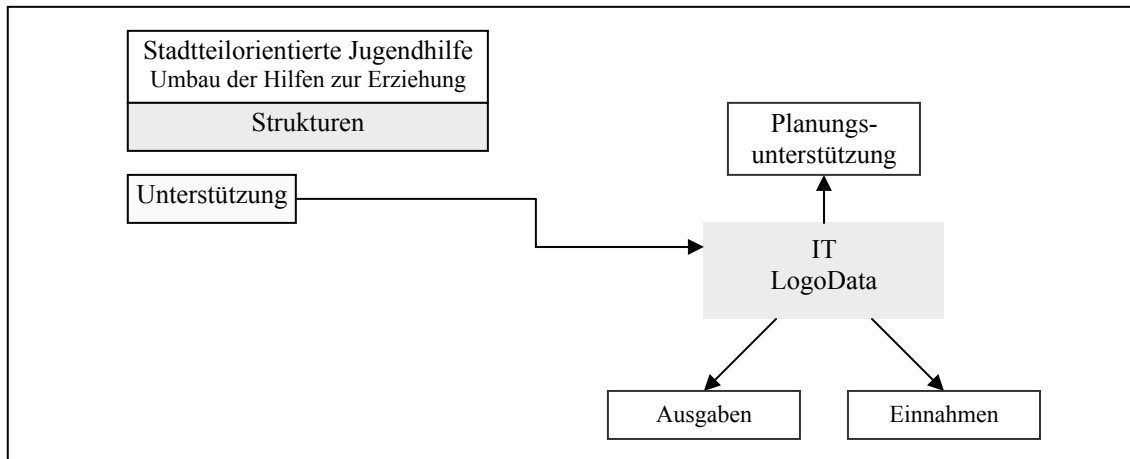 Stadtteilorientierte Jugendhilfe
Umbau der Hilfen zur Erziehung
Strukturen
Planungs-
unterstützung
Unterstützung
IT
LogoData
Ausgaben
Einnahmen